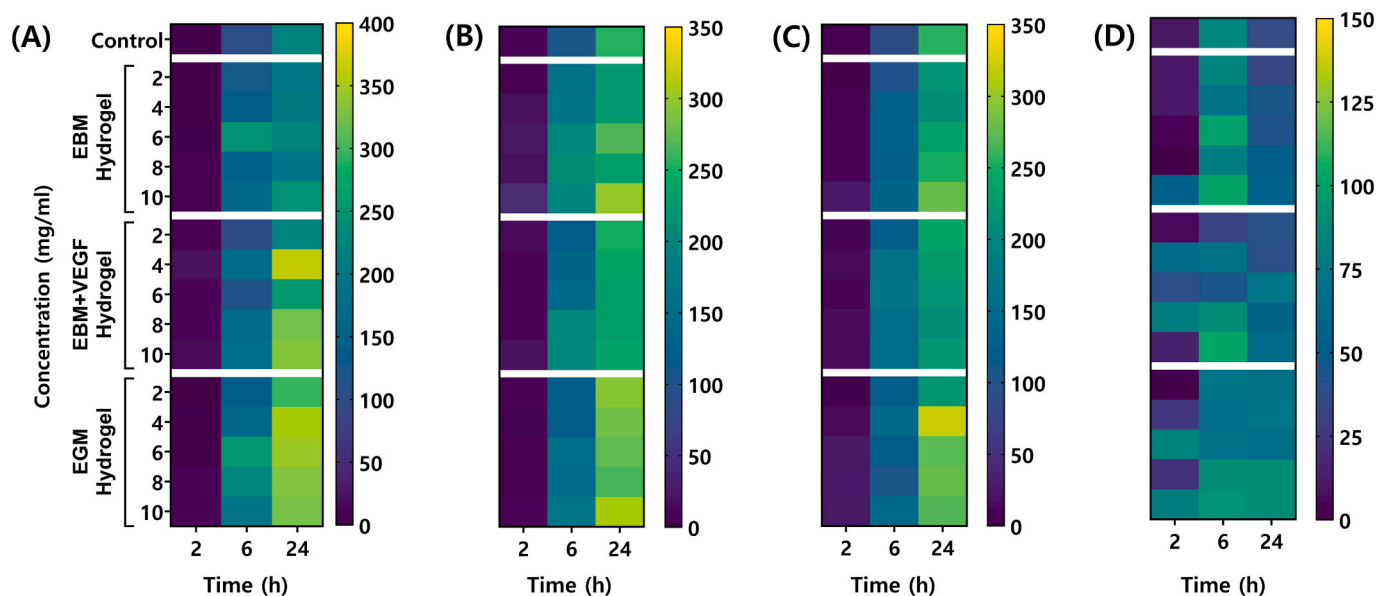 (A)
Control
2
4
6
8
10
2
4
6
8
10
2
4
6
8
10
EBM
Hydrogel
EBM+VEGF
Hydrogel
EGM
Hydrogel
Concentration (mg/ml)
400
350
300
250
200
150
100
50
0
2 6 24
Time (h)
(B)
350
300
250
200
150
100
50
0
2 6 24
Time (h)
(C)
350
300
250
200
150
100
50
0
2 6 24
Time (h)
(D)
150
125
100
75
50
25
0
2 6 24
Time (h)